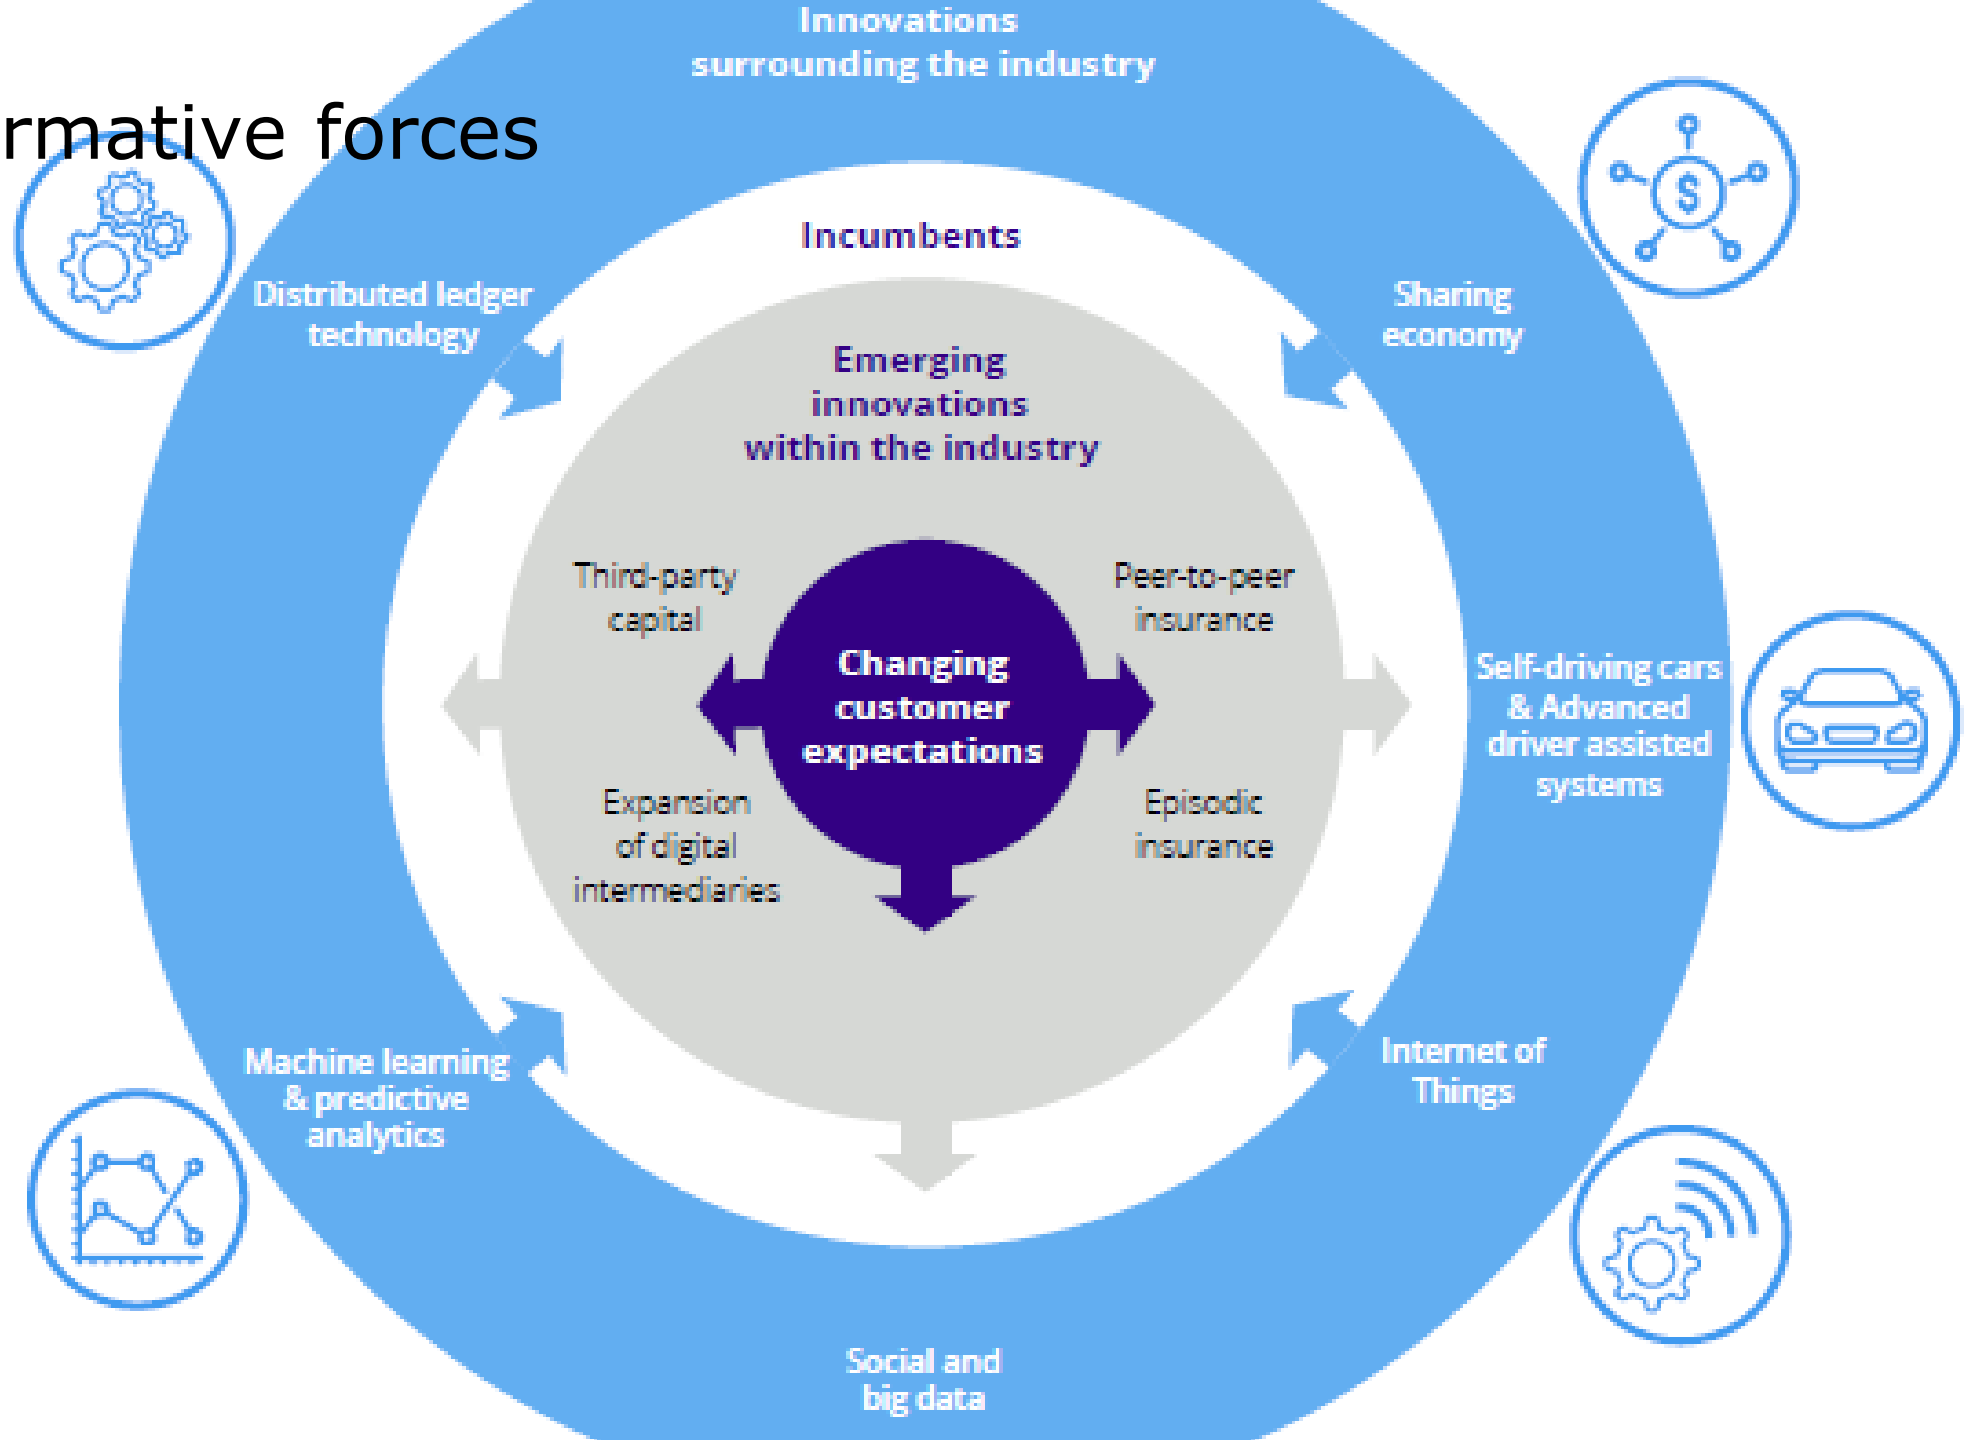 Innovations
surrounding the industry
rmative forces
Incumbents
Distributed ledger
technology
Sharing
economy
Emerging
innovations
within the industry
Third-party
capital
Peer-to-peer
insurance
Changing
customer
expectations
Self-driving cars
& Advanced
driver assisted
systems
Expansion
of digital
intermediaries
Episodic
insurance
Machine learning
& predictive
analytics
Internet of
Things
Social and
big data
$